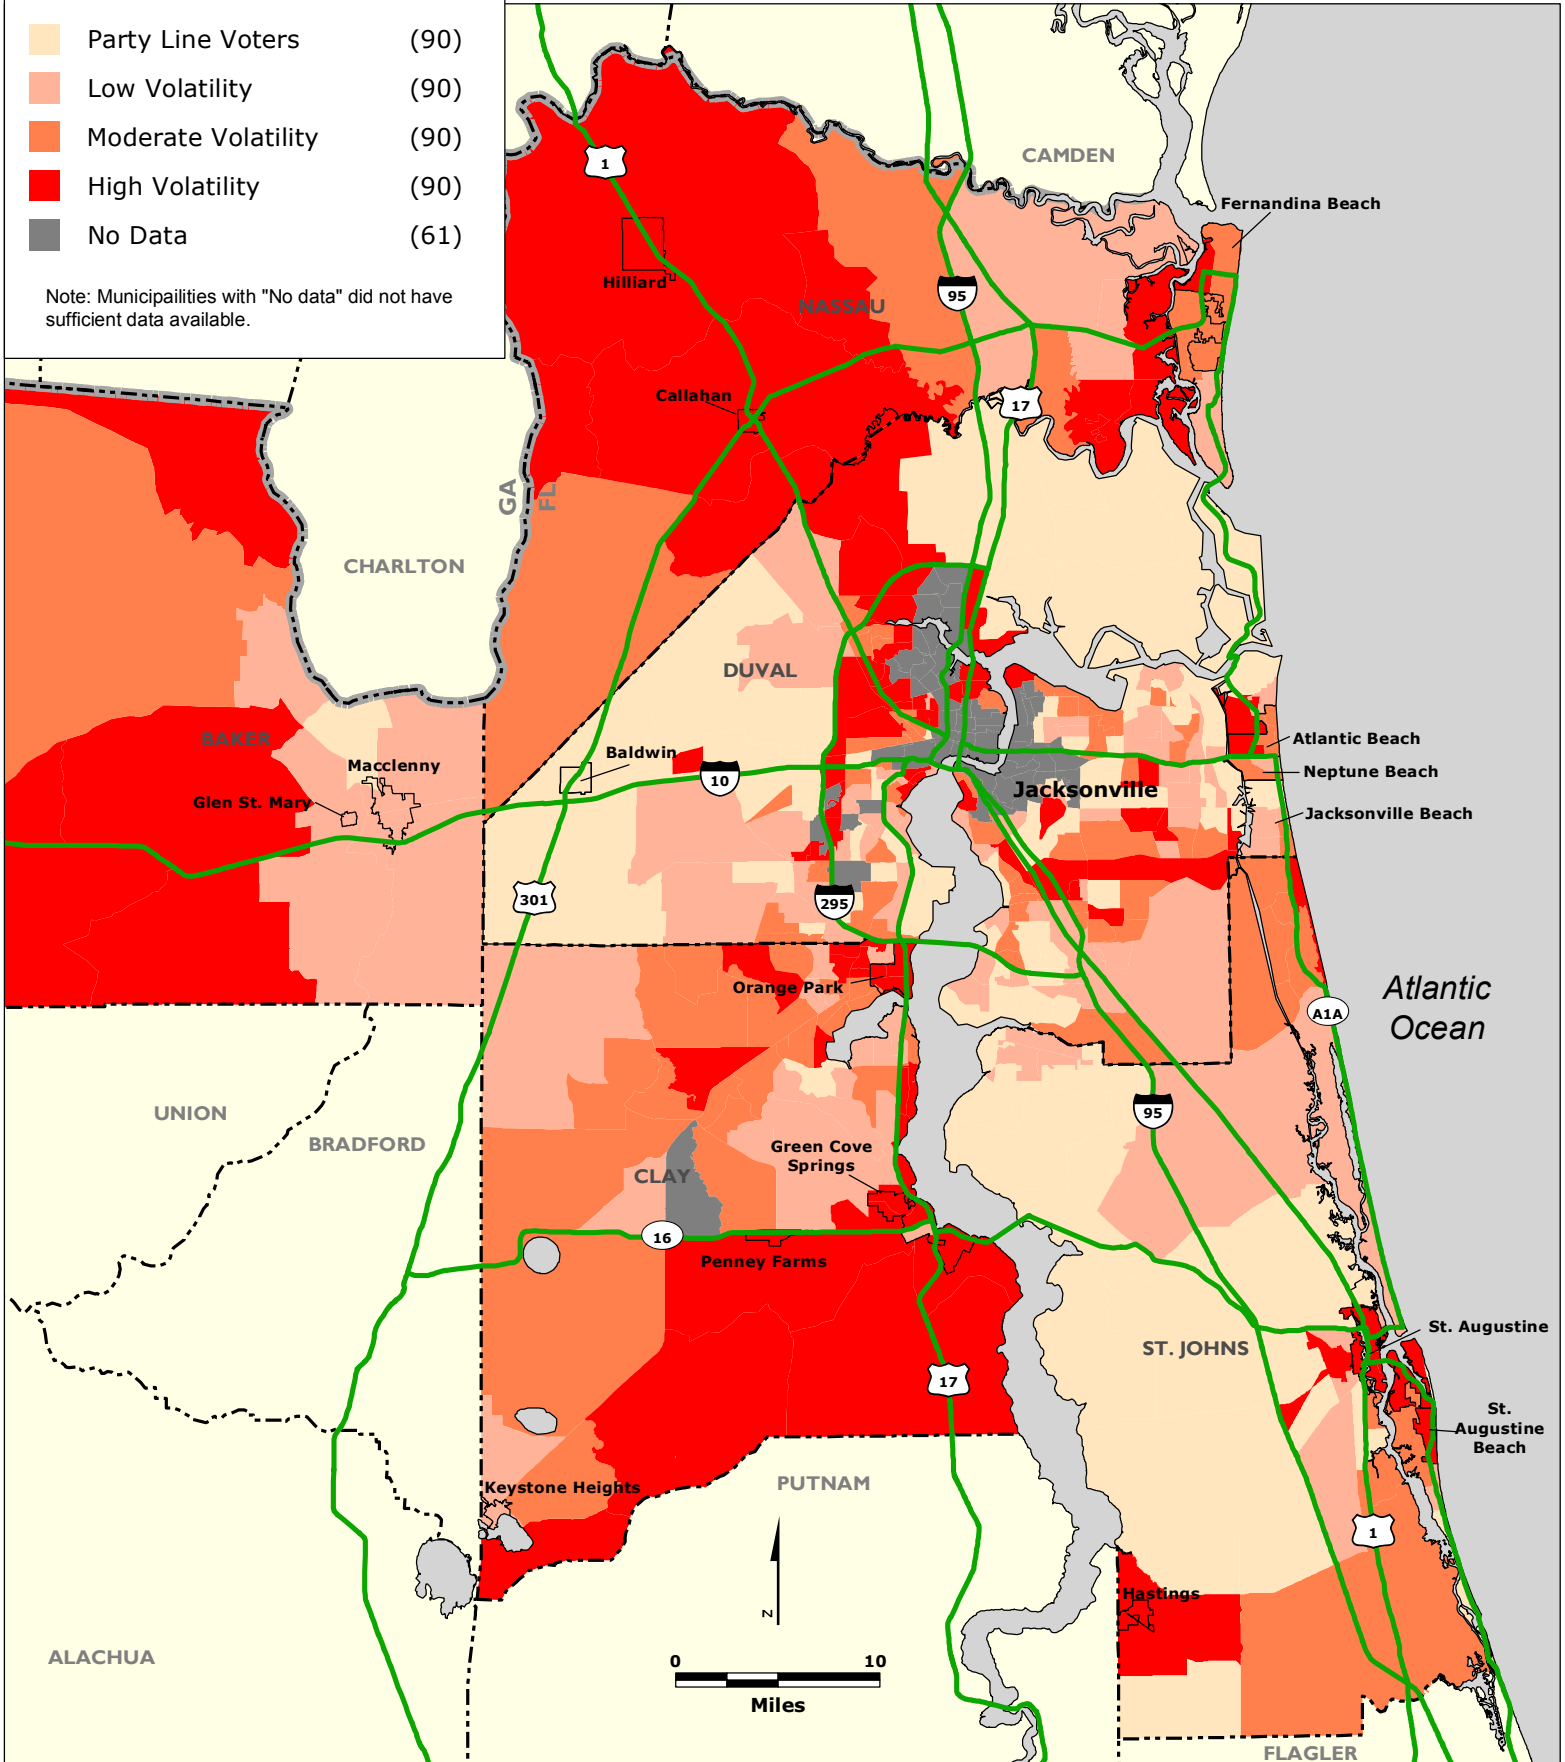 Party Line Voters (90)
Low Volatility (90)
Moderate Volatility (90)
High Volatility (90)
No Data (61)
Note: Municipailities with "No data" did not have
sufficient data available.
CAMDEN
1
Fernandina Beach
Hilliard
95
NASSAU
Callahan
17
GA
FL
CHARLTON
DUVAL
BAKER
Baldwin
Atlantic Beach
Macclenny
10
Neptune Beach
Glen St. Mary
Jacksonville
Jacksonville Beach
301
295
Orange Park
Atlantic
Ocean
A1A
UNION
95
BRADFORD
Green Cove
Springs
CLAY
16
Penney Farms
St. Augustine
ST. JOHNS
17
St.
Augustine
Beach
PUTNAM
Keystone Heights
1
Hastings
N
ALACHUA
0 10
Miles
FLAGLER